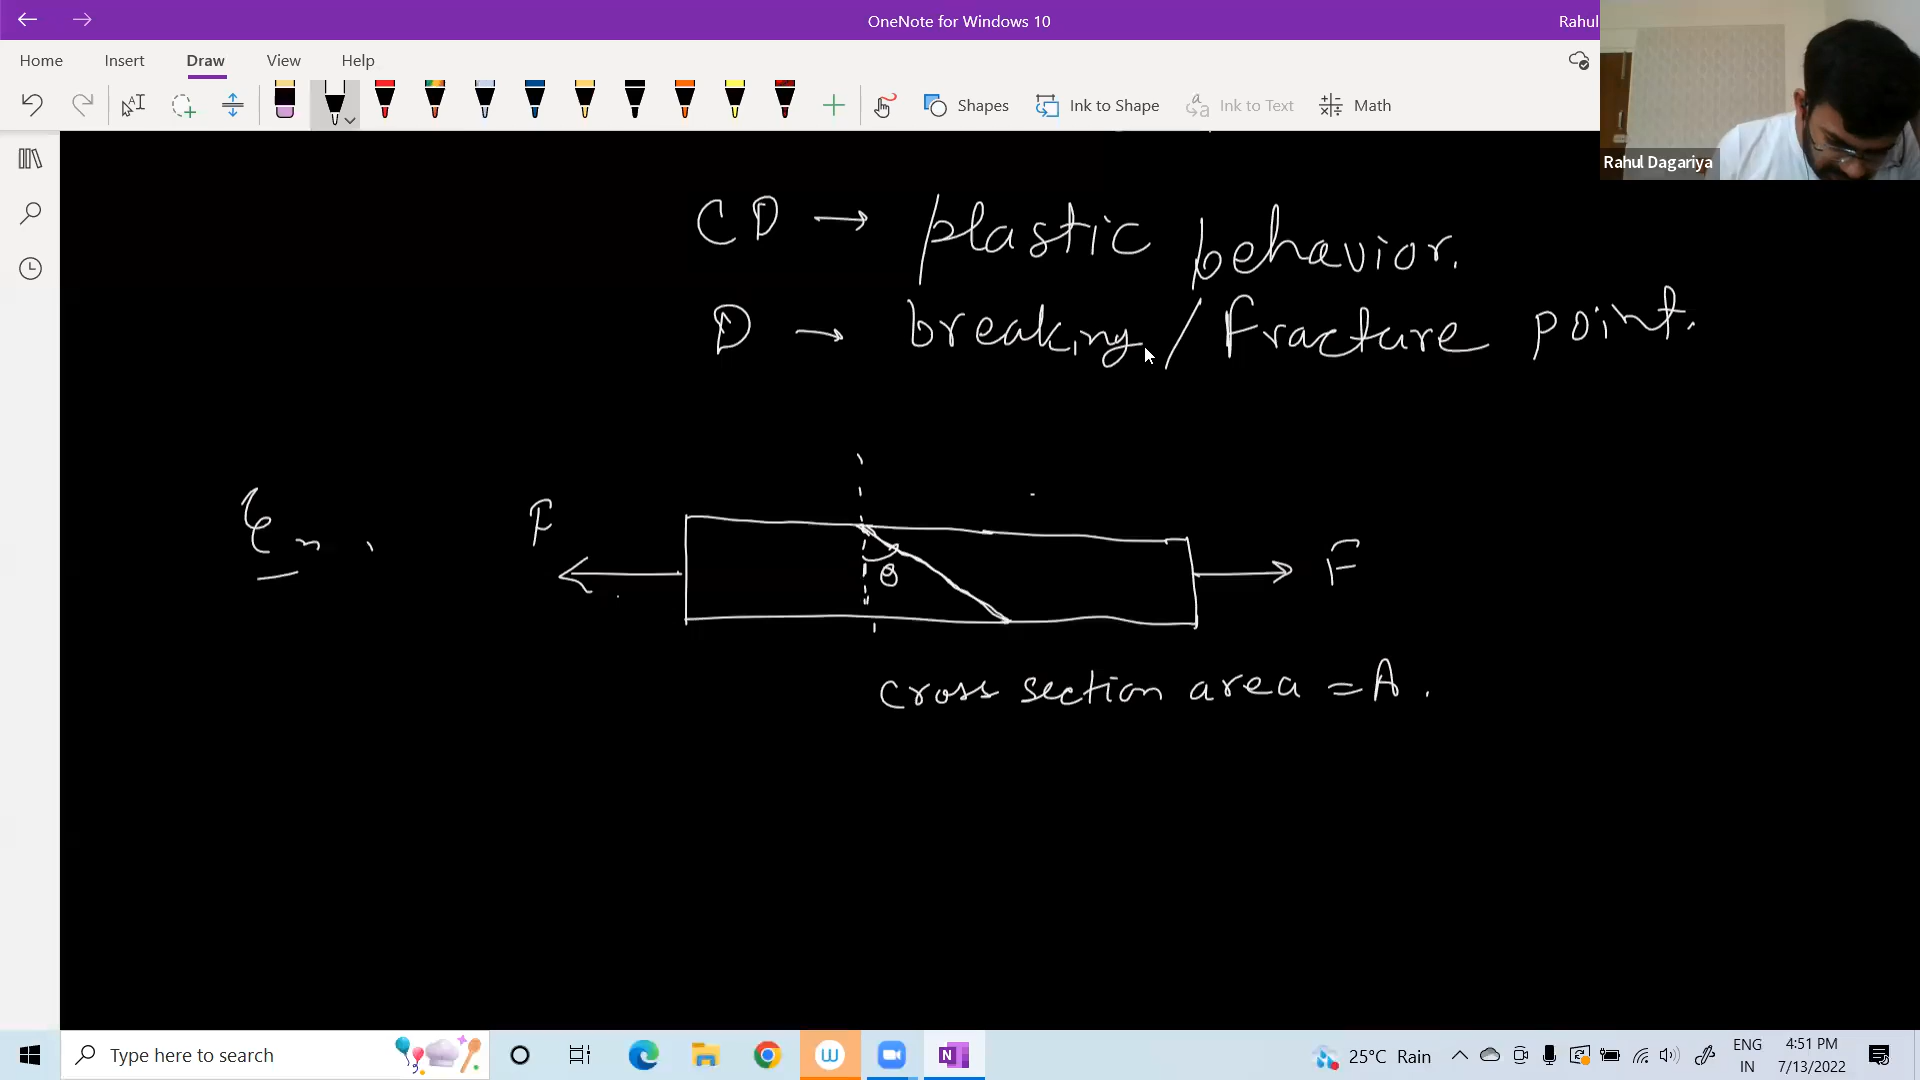 OneNote for Windows 10
Rahul
Home Insert Draw View Help
Shapes Ink to Shape Ink to Text Math
Rahul Dagariya
CD → plastic behavior.
D → breaking / Fracture point.
F
θ
F
cross section area = A.
Type here to search
25°C Rain
ENG
IN
4:51 PM
7/13/2022